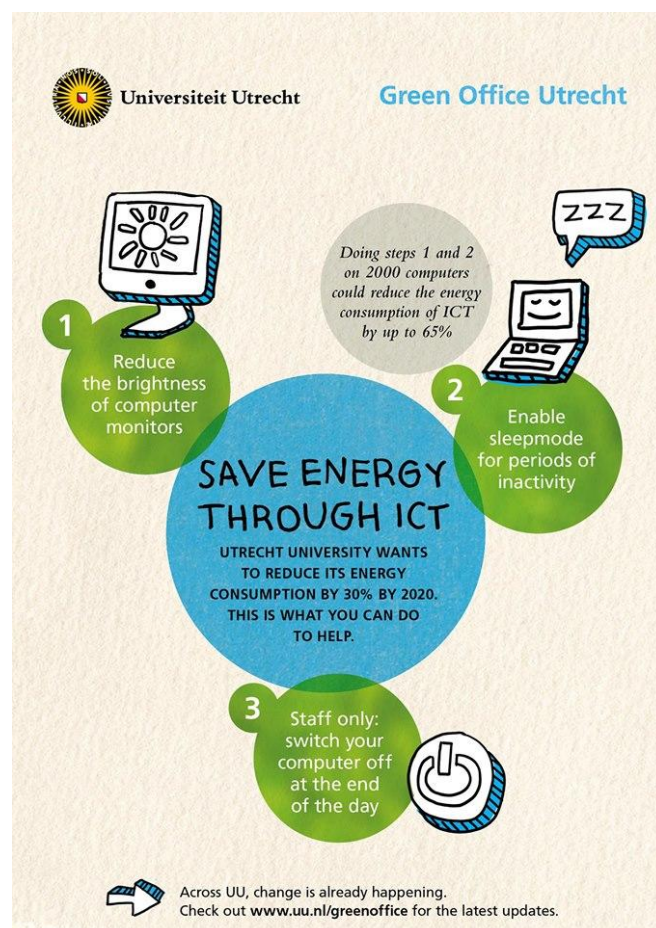 Universiteit Utrecht
Green Office Utrecht
zzz
Doing steps 1 and 2
on 2000 computers
could reduce the energy
consumption of ICT
by up to 65%
1
Reduce
the brightness
of computer
monitors
2
Enable
sleepmode
for periods of
inactivity
SAVE ENERGY
THROUGH ICT
UTRECHT UNIVERSITY WANTS
TO REDUCE ITS ENERGY
CONSUMPTION BY 30% BY 2020.
THIS IS WHAT YOU CAN DO
TO HELP.
3
Staff only:
switch your
computer off
at the end
of the day
Across UU, change is already happening.
Check out www.uu.nl/greenoffice for the latest updates.